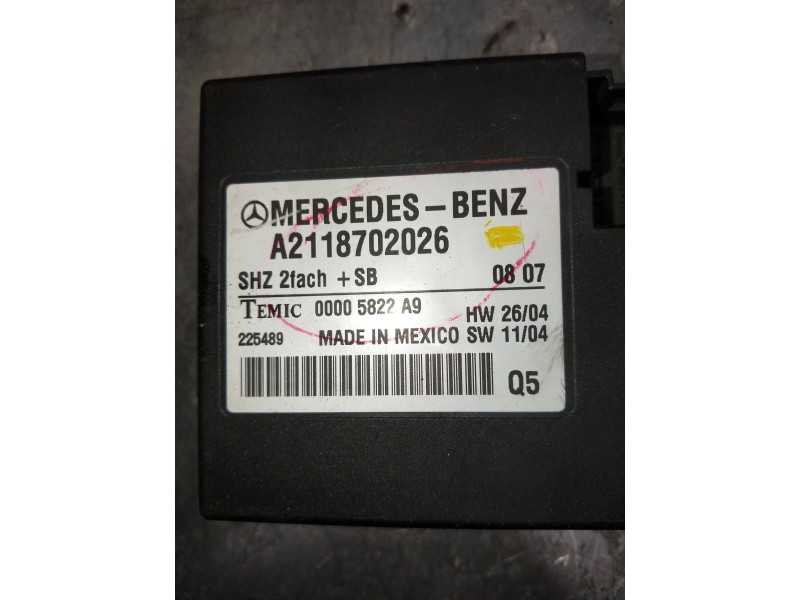 MERCEDES-BENZ
A2118702026
SHZ 2fach +SB 08 07
TEMIC 0000 5822 A9 HW 26/04
225489 MADE IN MEXICO SW 11/04
Q5